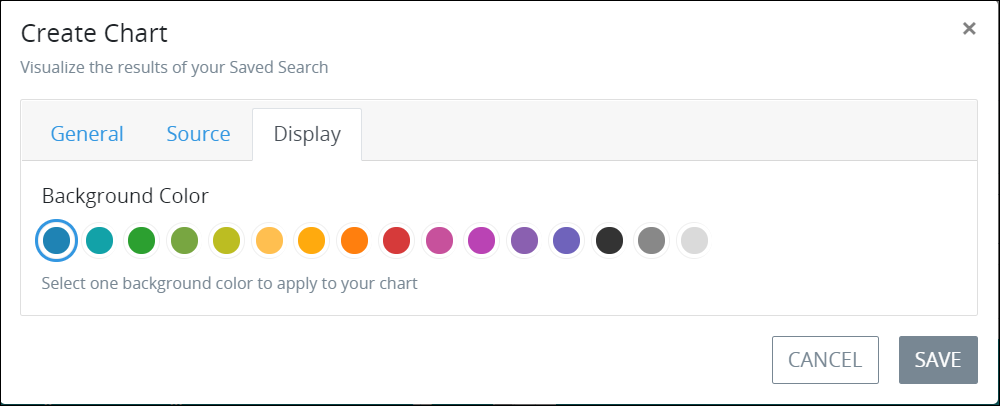 Create Chart
×
Visualize the results of your Saved Search
General Source Display
Background Color
Select one background color to apply to your chart
CANCEL SAVE